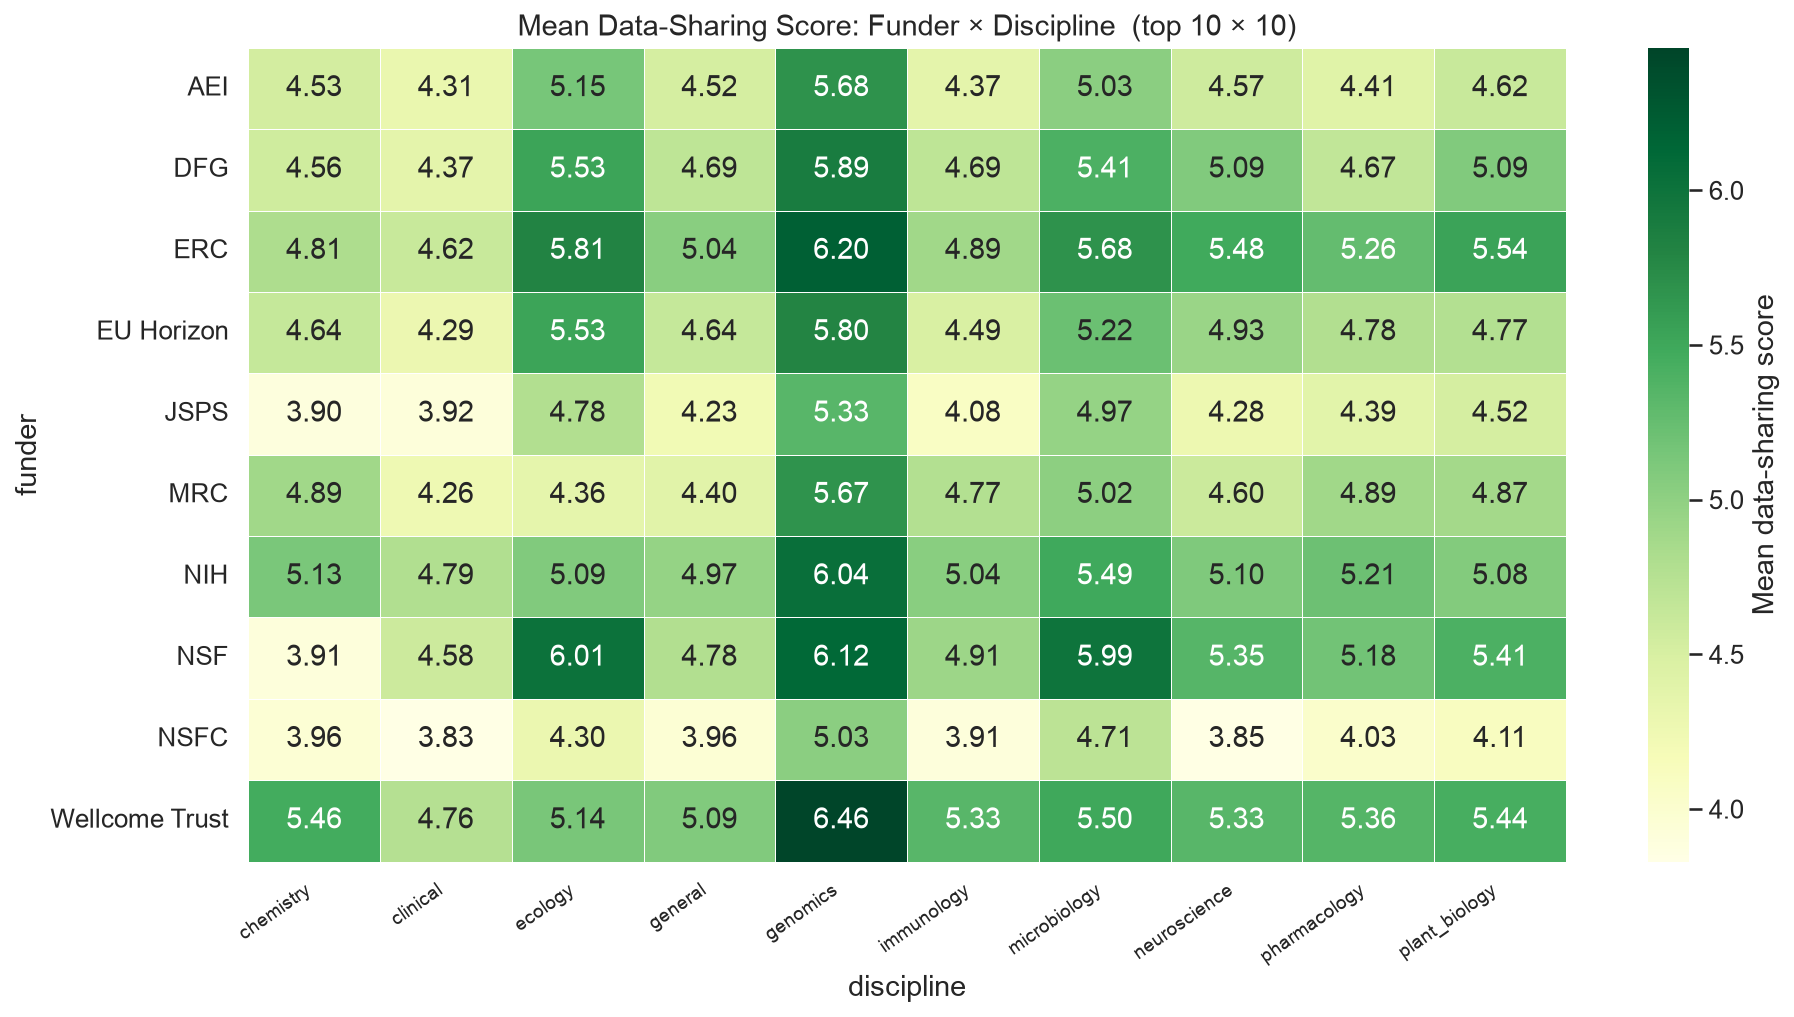 Mean Data-Sharing Score: Funder × Discipline  (top 10 × 10)
funder
AEI 4.53 4.31 5.15 4.52 5.68 4.37 5.03 4.57 4.41 4.62
DFG 4.56 4.37 5.53 4.69 5.89 4.69 5.41 5.09 4.67 5.09
ERC 4.81 4.62 5.81 5.04 6.20 4.89 5.68 5.48 5.26 5.54
EU Horizon 4.64 4.29 5.53 4.64 5.80 4.49 5.22 4.93 4.78 4.77
JSPS 3.90 3.92 4.78 4.23 5.33 4.08 4.97 4.28 4.39 4.52
MRC 4.89 4.26 4.36 4.40 5.67 4.77 5.02 4.60 4.89 4.87
NIH 5.13 4.79 5.09 4.97 6.04 5.04 5.49 5.10 5.21 5.08
NSF 3.91 4.58 6.01 4.78 6.12 4.91 5.99 5.35 5.18 5.41
NSFC 3.96 3.83 4.30 3.96 5.03 3.91 4.71 3.85 4.03 4.11
Wellcome Trust 5.46 4.76 5.14 5.09 6.46 5.33 5.50 5.33 5.36 5.44
chemistry clinical ecology general genomics immunology microbiology neuroscience pharmacology plant_biology
discipline
6.0
5.5
5.0
4.5
4.0
Mean data-sharing score